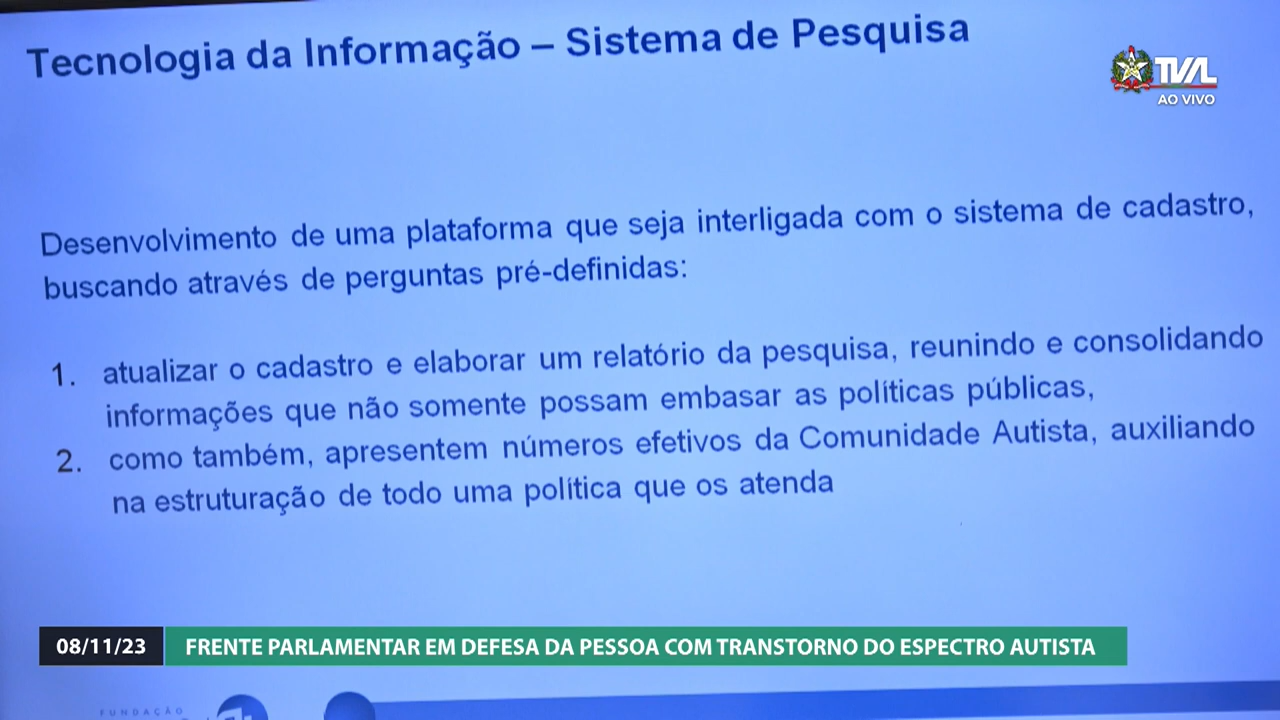 Tecnologia da Informação – Sistema de Pesquisa
TVAL
AO VIVO
Desenvolvimento de uma plataforma que seja interligada com o sistema de cadastro,
buscando através de perguntas pré-definidas:
1. atualizar o cadastro e elaborar um relatório da pesquisa, reunindo e consolidando
informações que não somente possam embasar as políticas públicas,
2. como também, apresentem números efetivos da Comunidade Autista, auxiliando
na estruturação de todo uma política que os atenda
08/11/23
FRENTE PARLAMENTAR EM DEFESA DA PESSOA COM TRANSTORNO DO ESPECTRO AUTISTA
FUNDAÇÃO